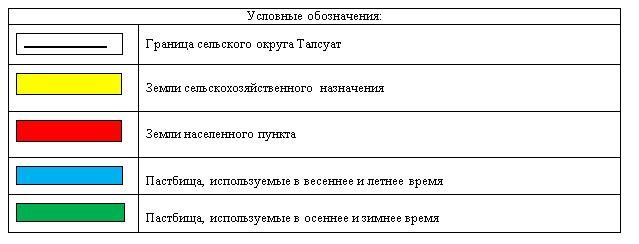 Условные обозначения:
Граница сельского округа Талсуат
Земли сельскохозяйственного назначения
Земли населенного пункта
Пастбища, используемые в весеннее и летнее время
Пастбища, используемые в осеннее и зимнее время